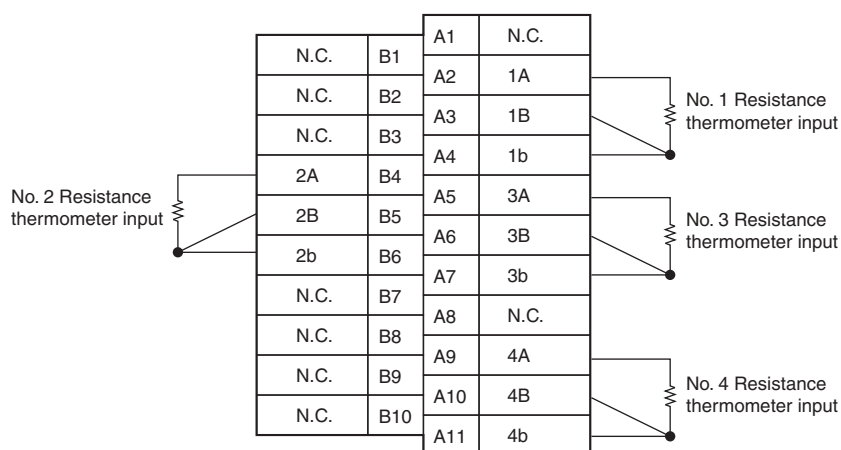 A1 N.C.
N.C. B1
A2 1A
N.C. B2
A3 1B
N.C. B3
A4 1b
2A B4
A5 3A
2B B5
A6 3B
2b B6
A7 3b
N.C. B7
A8 N.C.
N.C. B8
A9 4A
N.C. B9
A10 4B
N.C. B10
A11 4b
No. 1 Resistance
thermometer input
No. 2 Resistance
thermometer input
No. 3 Resistance
thermometer input
No. 4 Resistance
thermometer input